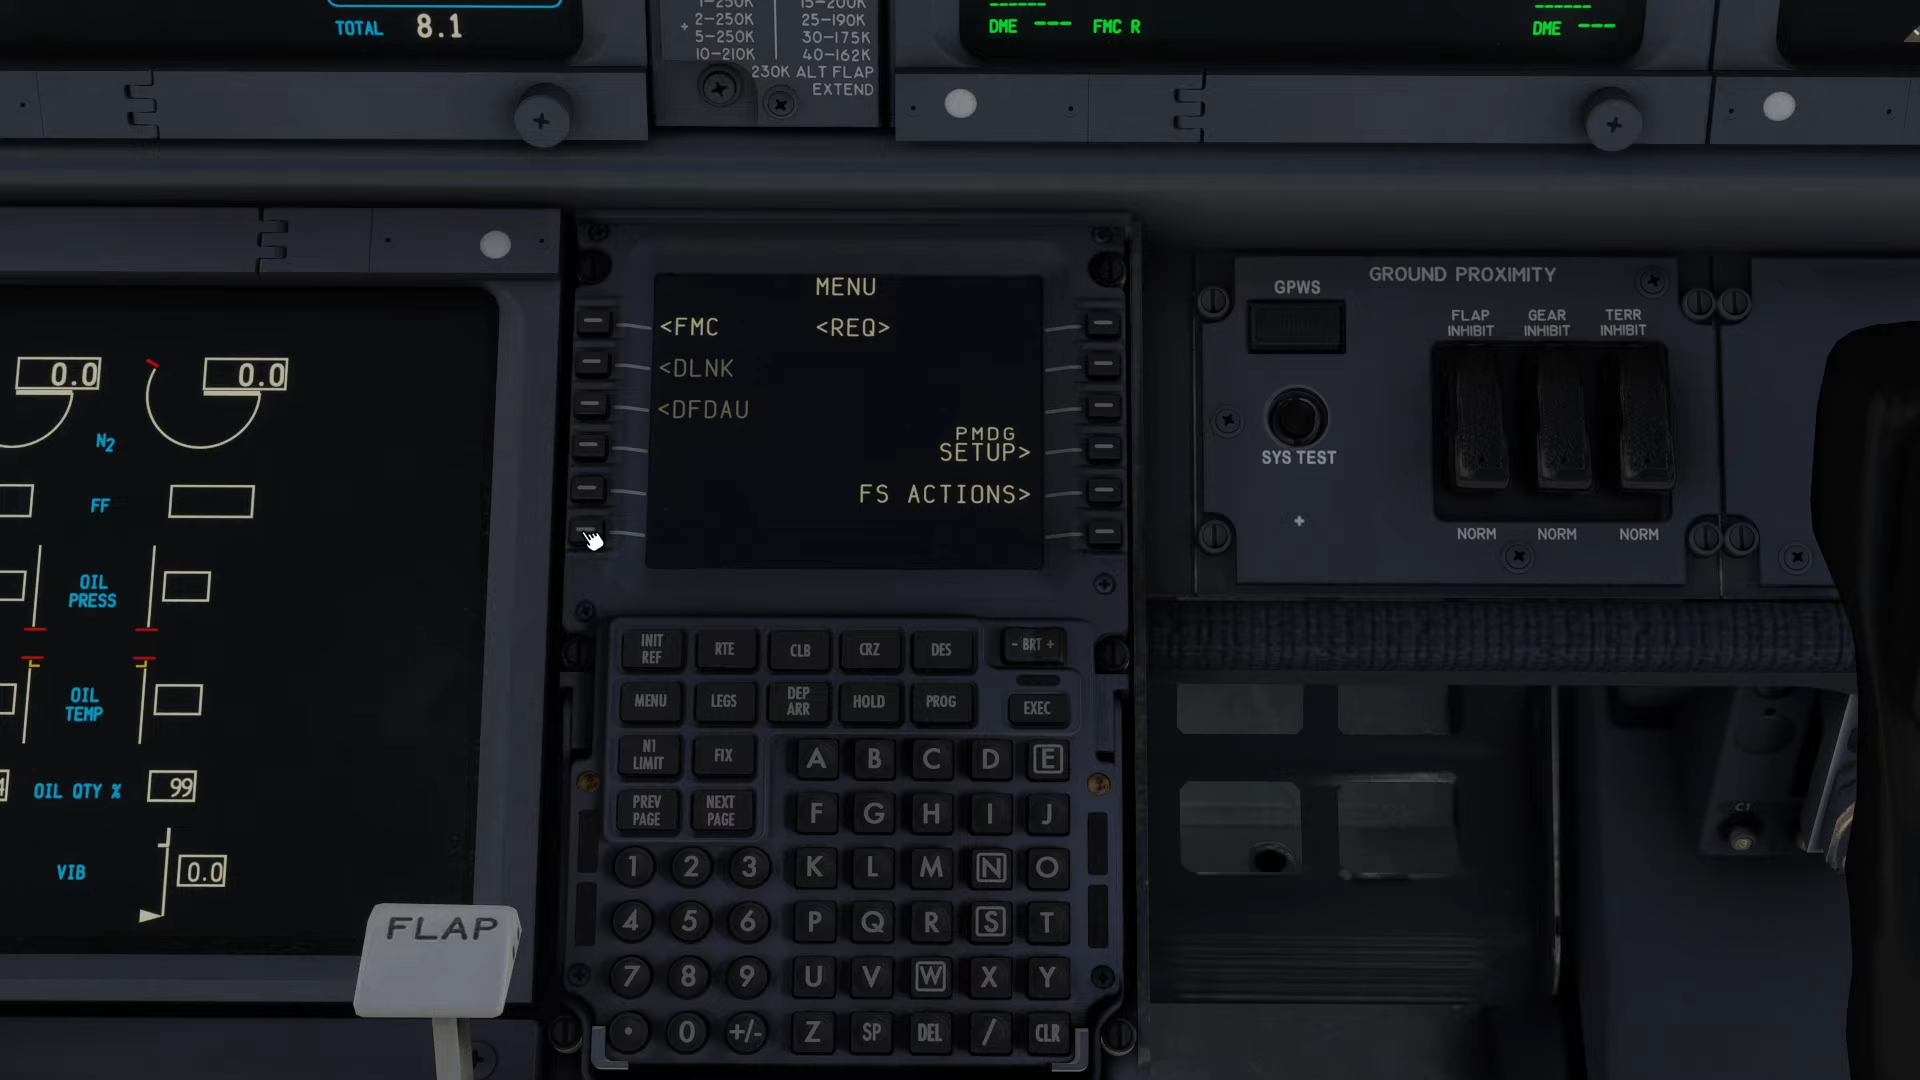 TOTAL 8.1
1-250K 15-200K
2-250K 25-190K
5-250K 30-175K
10-210K 40-162K
230K ALT FLAP
EXTEND
DME --- FMC R
DME ---
0.0 0.0
N2
FF
OIL
PRESS
OIL
TEMP
OIL QTY % 99
VIB 0.0
FLAP
MENU
<FMC <REQ>
<DLNK
<DFDAU
PMDG
SETUP>
FS ACTIONS>
INIT
REF
RTE
CLB
CRZ
DES
- BRT +
MENU
LEGS
DEP
ARR
HOLD
PROG
EXEC
N1
LIMIT
FIX
A B C D E
PREV
PAGE
NEXT
PAGE
F G H I J
1 2 3 K L M N O
4 5 6 P Q R S T
7 8 9 U V W X Y
. 0 +/- Z SP DEL / CLR
GROUND PROXIMITY
GPWS
SYS TEST
FLAP
INHIBIT
GEAR
INHIBIT
TERR
INHIBIT
NORM NORM NORM
C1